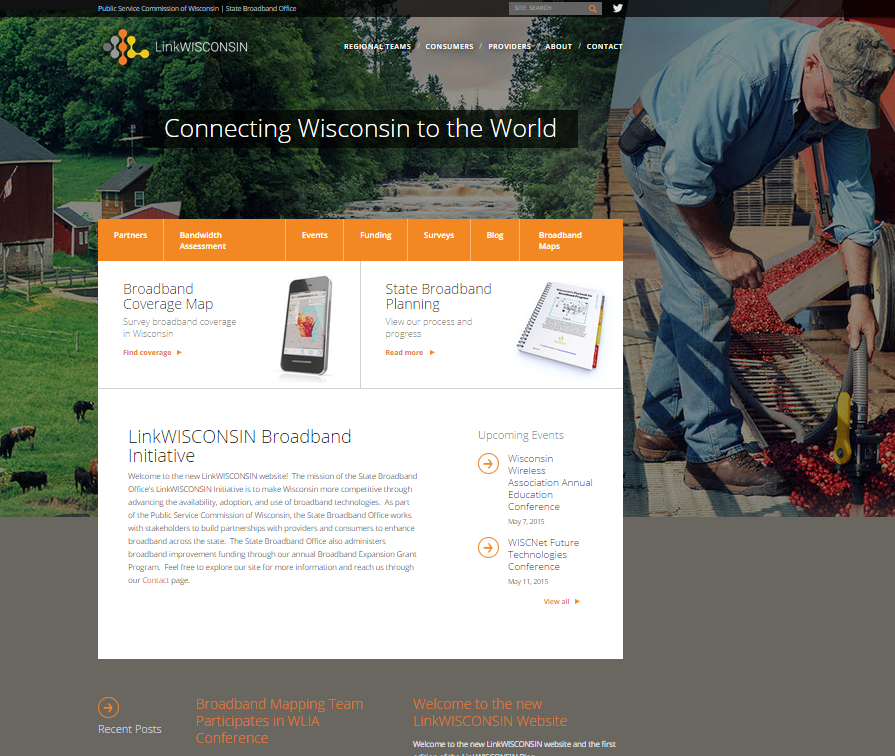 Public Service Commission of Wisconsin | State Broadband Office
SITE SEARCH
LinkWISCONSIN
REGIONAL TEAMS / CONSUMERS / PROVIDERS / ABOUT / CONTACT
Connecting Wisconsin to the World
Partners
Bandwidth
Assessment
Events
Funding
Surveys
Blog
Broadband
Maps
Broadband
Coverage Map
Survey broadband coverage
in Wisconsin
Find coverage
State Broadband
Planning
View our process and
progress
Read more
LinkWISCONSIN Broadband
Initiative
Welcome to the new LinkWISCONSIN website! The mission of the State Broadband
Office's LinkWISCONSIN Initiative is to make Wisconsin more competitive through
advancing the availability, adoption, and use of broadband technologies. As part
of the Public Service Commission of Wisconsin, the State Broadband Office works
with stakeholders to build partnerships with providers and consumers to enhance
broadband across the state. The State Broadband Office also administers
broadband improvement funding through our annual Broadband Expansion Grant
Program. Feel free to explore our site for more information and reach us through
our Contact page.
Upcoming Events
Wisconsin
Wireless
Association Annual
Education
Conference
May 7, 2015
WISCNet Future
Technologies
Conference
May 11, 2015
View all
Recent Posts
Broadband Mapping Team
Participates in WLIA
Conference
Welcome to the new
LinkWISCONSIN Website
Welcome to the new LinkWISCONSIN website and the first